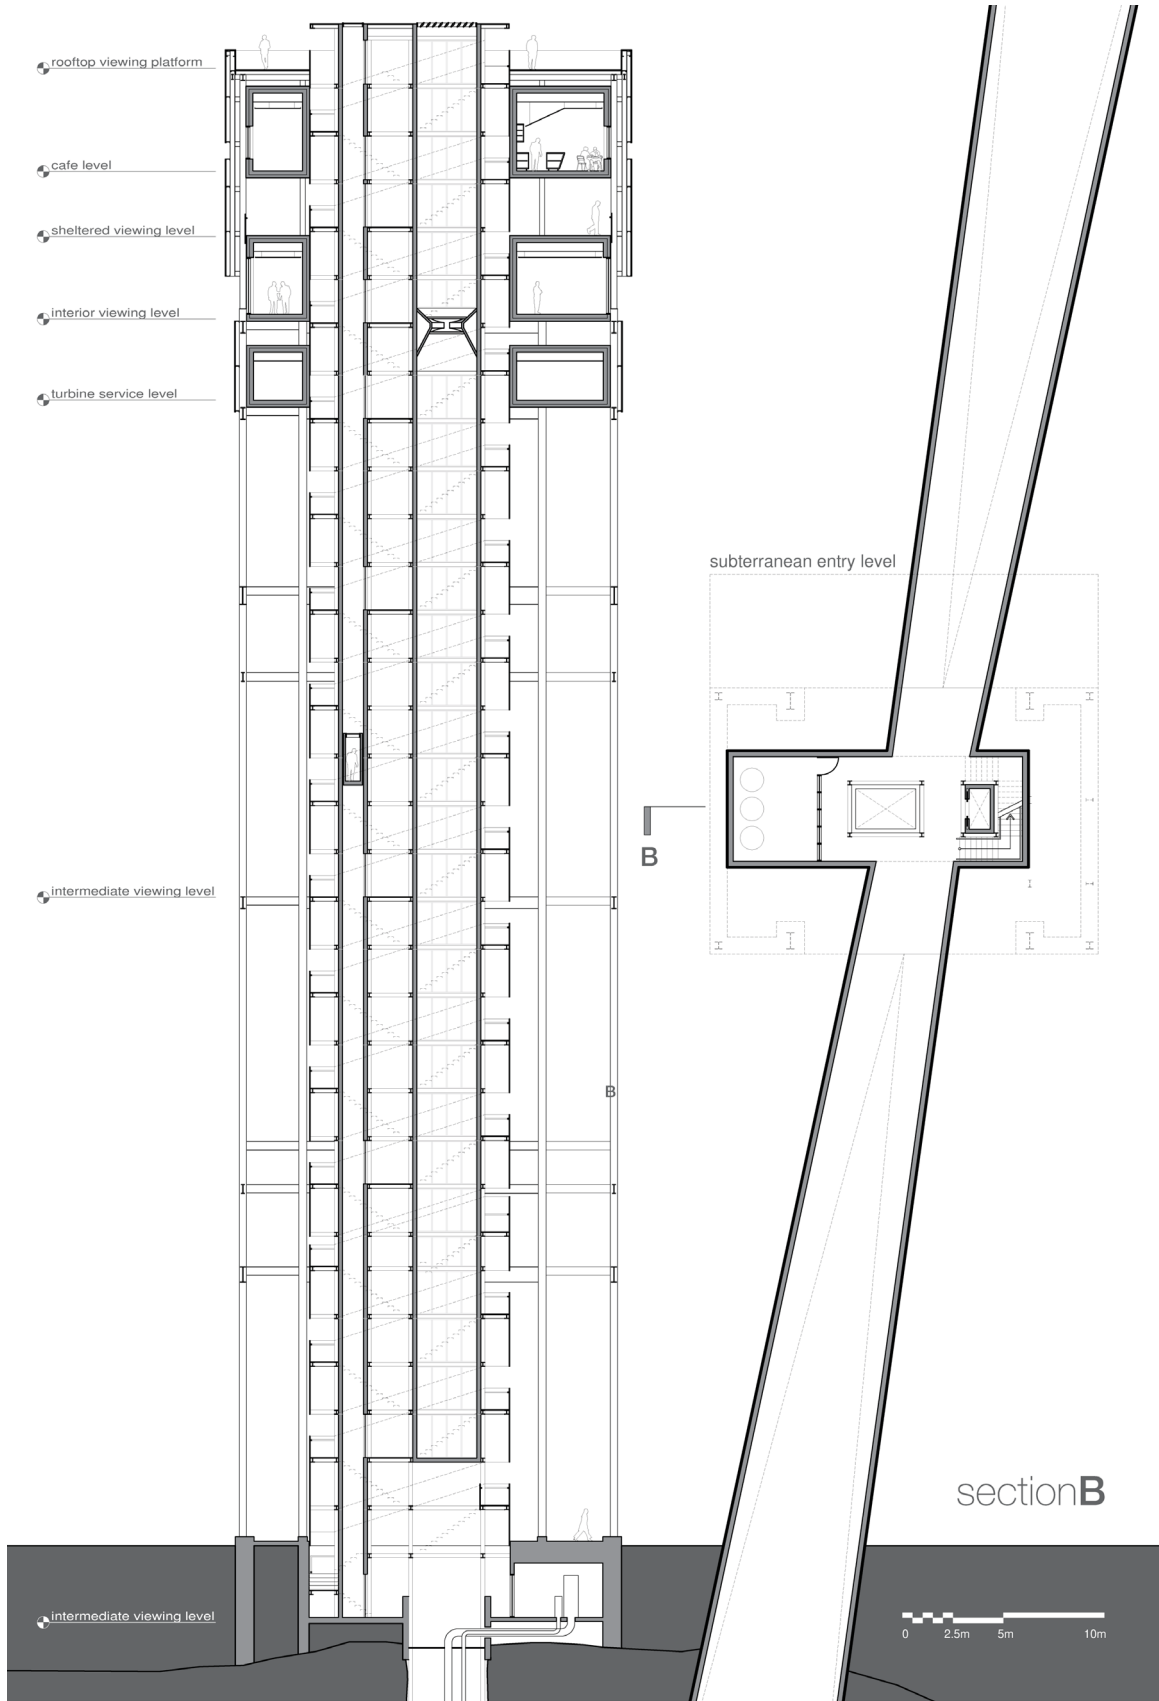 rooftop viewing platform
cafe level
sheltered viewing level
interior viewing level
turbine service level
subterranean entry level
B
intermediate viewing level
B
sectionB
intermediate viewing level
0 2.5m 5m 10m